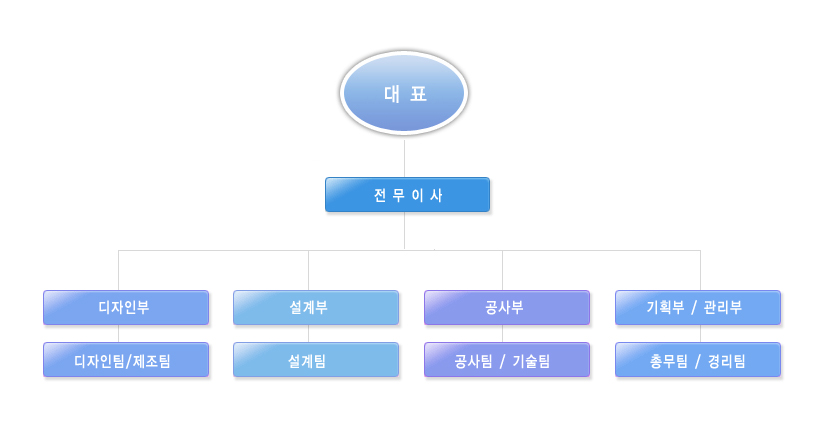 대 표
전 무 이 사
디자인부
설계부
공사부
기획부 / 관리부
디자인팀/제조팀
설계팀
공사팀 / 기술팀
총무팀 / 경리팀